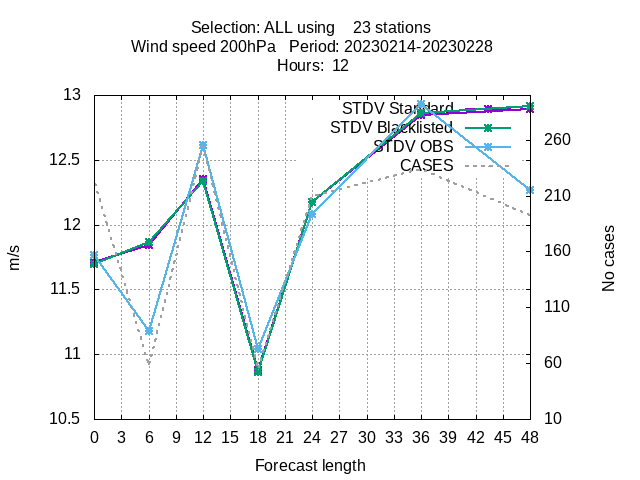 Selection: ALL using    23 stations
Wind speed 200hPa   Period: 20230214-20230228
Hours:  12
13
12.5
12
11.5
11
10.5
m/s
STDV Standard
STDV Blacklisted
STDV OBS
CASES
260
210
160
110
60
10
No cases
0 3 6 9 12 15 18 21 24 27 30 33 36 39 42 45 48
Forecast length